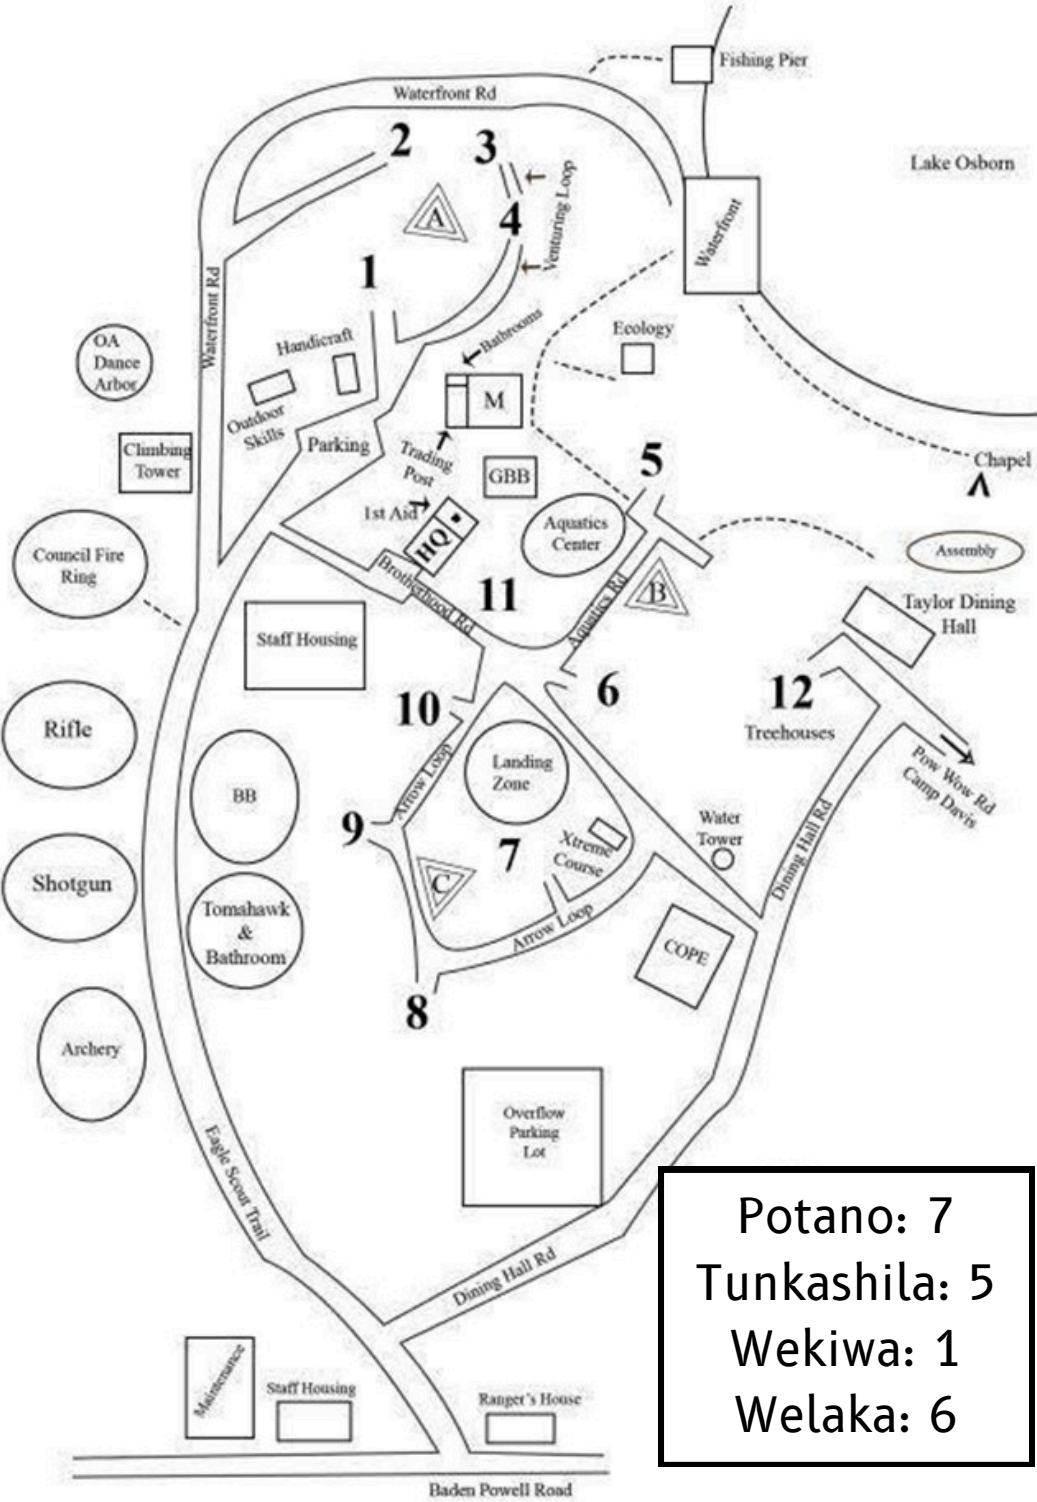 Fishing Pier
Waterfront Rd
2
3
Venturing Loop
Lake Osborn
A
4
Waterfront
1
Waterfront Rd
OA
Dance
Arbor
Handicraft
Bathrooms
Ecology
Outdoor
Skills
M
Climbing
Tower
Parking
Trading
Post
GBB
5
Chapel
1st Aid
HQ
Aquatics
Center
Council Fire
Ring
Assembly
Brotherhood Rd
11
Aquatics Rd
B
Taylor Dining
Hall
Staff Housing
10
6
12
Treehouses
Rifle
Arrow Loop
Landing
Zone
Pow Wow Rd
Camp Davis
BB
9
7
Xtreme
Course
Water
Tower
Dining Hall Rd
Shotgun
C
Tomahawk
&
Bathroom
Arrow Loop
COPE
8
Archery
Overflow
Parking
Lot
Eagle Scout Trail
Dining Hall Rd
Potano: 7
Tunkashila: 5
Wekiwa: 1
Welaka: 6
Maintenance
Staff Housing
Ranger's House
Baden Powell Road